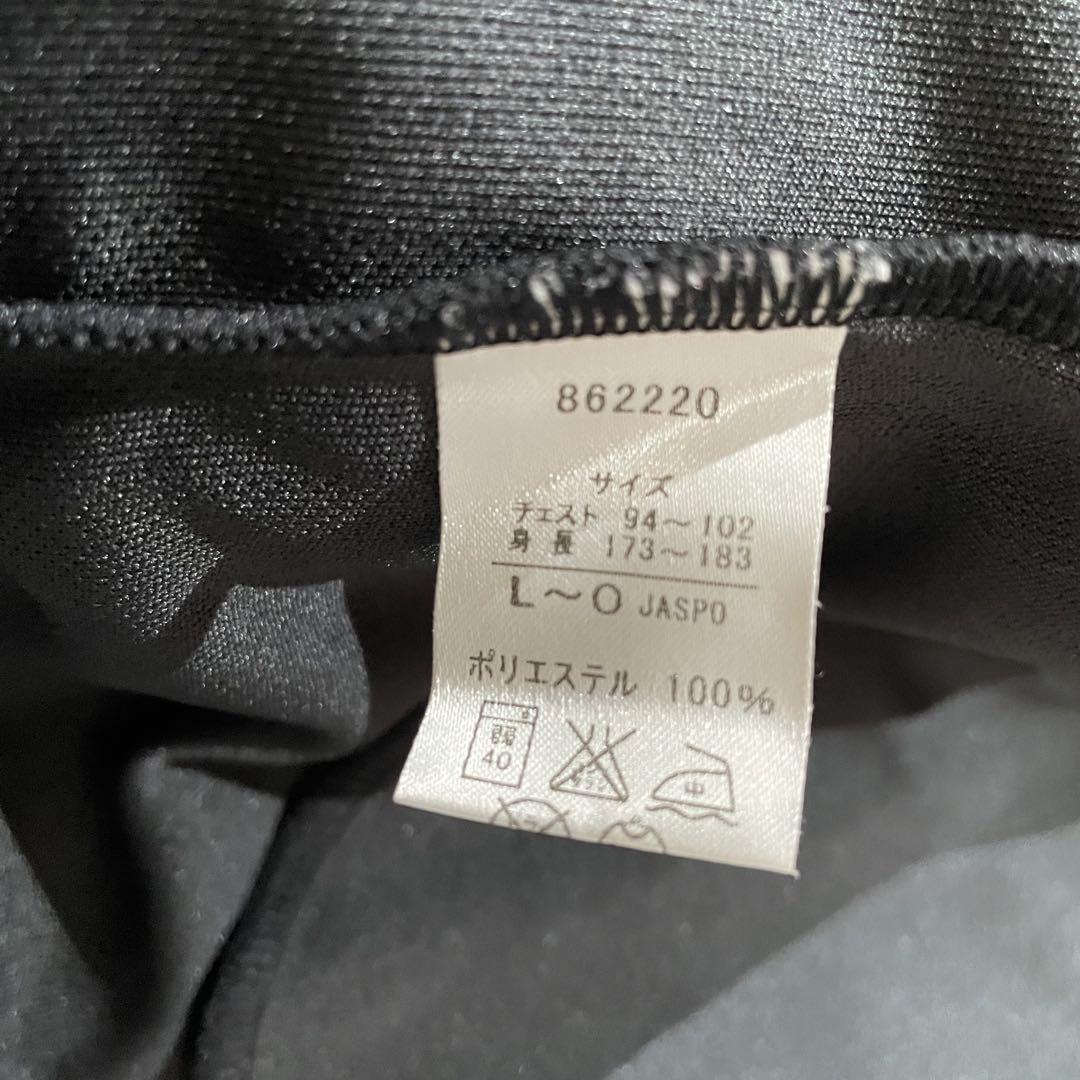 862220
サイズ
チェスト 94～102
身長 173～183
L～O JASPO
ポリエステル 100%
弱 40 中